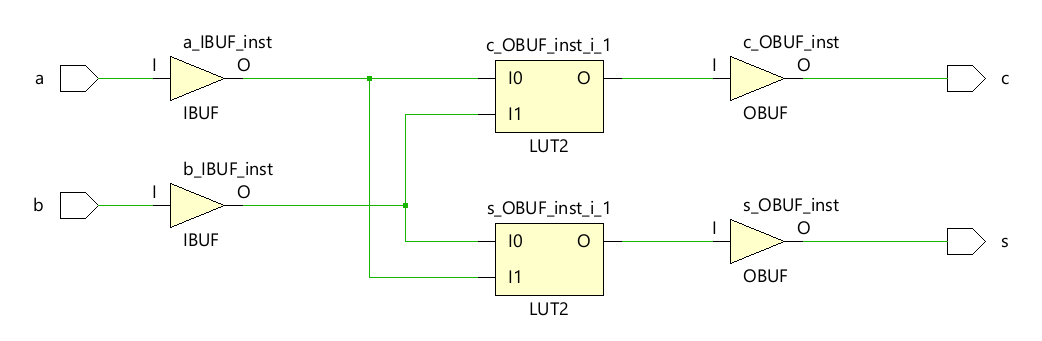 a_IBUF_inst
c_OBUF_inst_i_1
c_OBUF_inst
a
I
O
I0
O
I
O
c
I1
IBUF
OBUF
LUT2
b_IBUF_inst
b
I
O
s_OBUF_inst_i_1
s_OBUF_inst
IBUF
I0
O
I
O
s
I1
OBUF
LUT2